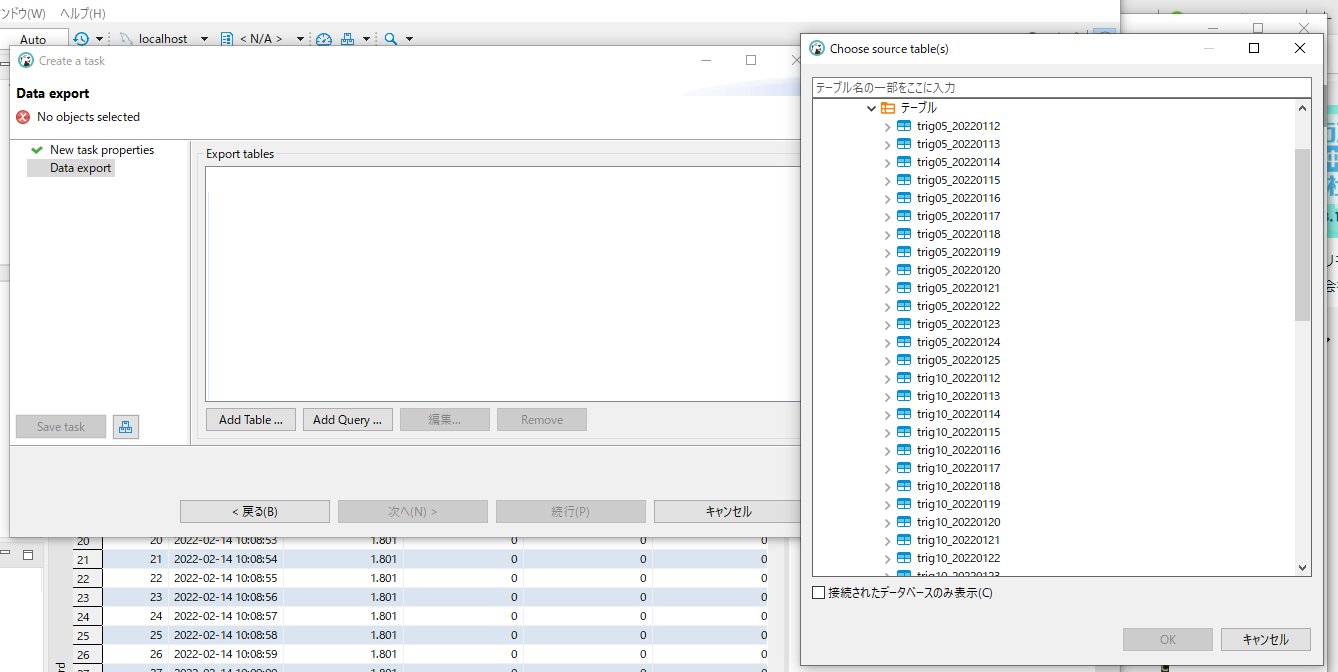 ンドウ(W) ヘルプ(H)
Auto localhost < N/A >
Create a task
Data export
No objects selected
New task properties
Data export
Export tables
Add Table ... Add Query ... 編集... Remove
Save task
< 戻る(B) 次へ(N) > 続行(P) キャンセル
20 20 2022-02-14 10:08:53 1.801 0 0 0
21 21 2022-02-14 10:08:54 1.801 0 0 0
22 22 2022-02-14 10:08:55 1.801 0 0 0
23 23 2022-02-14 10:08:56 1.801 0 0 0
24 24 2022-02-14 10:08:57 1.801 0 0 0
25 25 2022-02-14 10:08:58 1.801 0 0 0
26 26 2022-02-14 10:08:59 1.801 0 0 0
Choose source table(s)
テーブル名の一部をここに入力
テーブル
trig05_20220112
trig05_20220113
trig05_20220114
trig05_20220115
trig05_20220116
trig05_20220117
trig05_20220118
trig05_20220119
trig05_20220120
trig05_20220121
trig05_20220122
trig05_20220123
trig05_20220124
trig05_20220125
trig10_20220112
trig10_20220113
trig10_20220114
trig10_20220115
trig10_20220116
trig10_20220117
trig10_20220118
trig10_20220119
trig10_20220120
trig10_20220121
trig10_20220122
trig10_20220123
接続されたデータベースのみ表示(C)
OK キャンセル